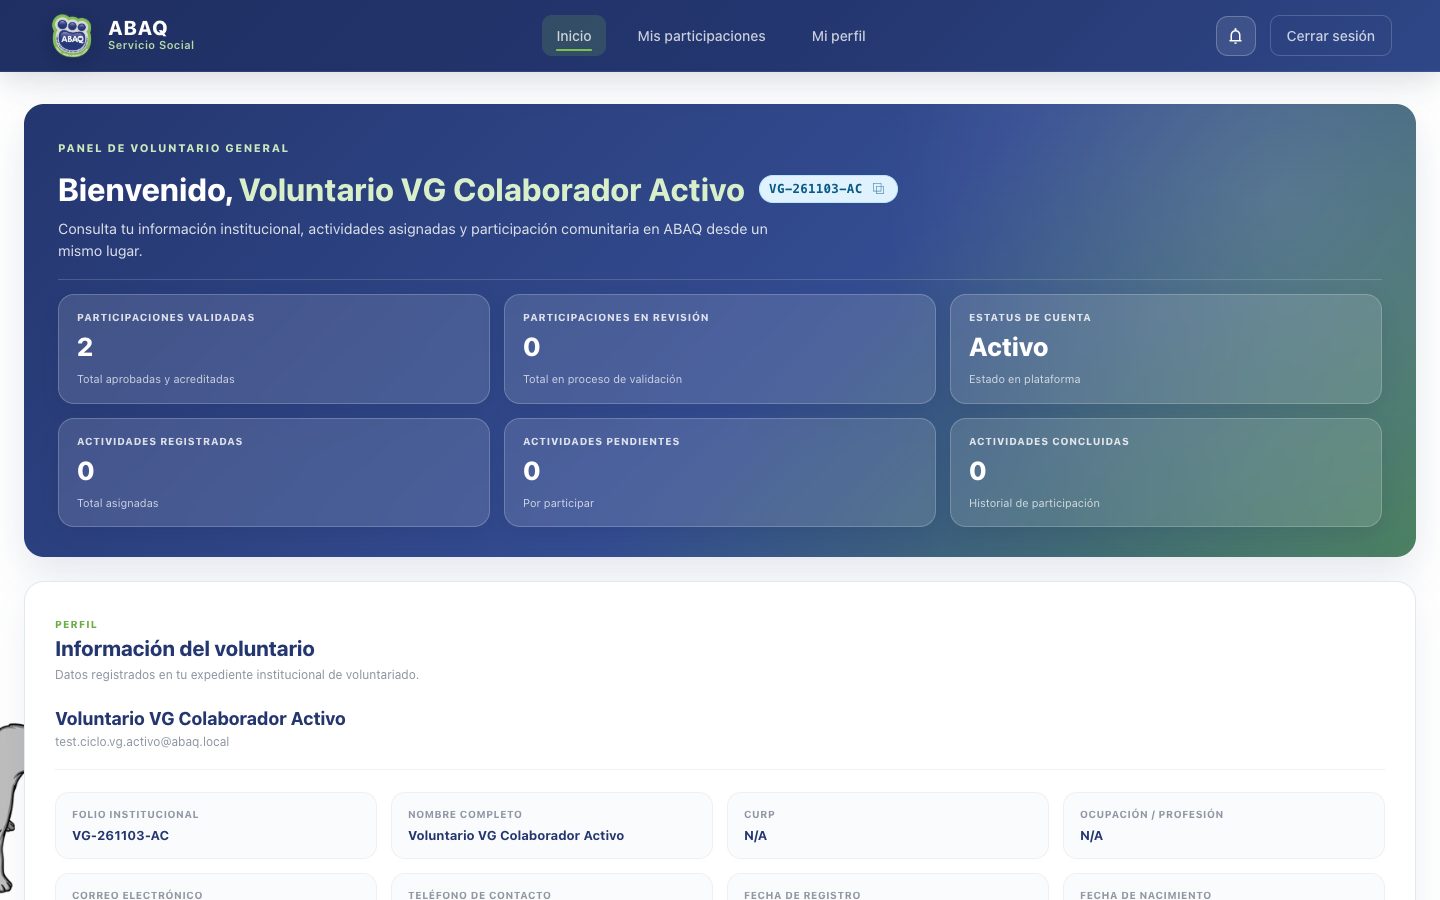 ABAQ
ABAQ
Servicio Social
Inicio
Mis participaciones
Mi perfil
Cerrar sesión
PANEL DE VOLUNTARIO GENERAL
Bienvenido, Voluntario VG Colaborador Activo
VG-261103-AC
Consulta tu información institucional, actividades asignadas y participación comunitaria en ABAQ desde un
mismo lugar.
PARTICIPACIONES VALIDADAS
2
Total aprobadas y acreditadas
PARTICIPACIONES EN REVISIÓN
0
Total en proceso de validación
ESTATUS DE CUENTA
Activo
Estado en plataforma
ACTIVIDADES REGISTRADAS
0
Total asignadas
ACTIVIDADES PENDIENTES
0
Por participar
ACTIVIDADES CONCLUIDAS
0
Historial de participación
PERFIL
Información del voluntario
Datos registrados en tu expediente institucional de voluntariado.
Voluntario VG Colaborador Activo
test.ciclo.vg.activo@abaq.local
FOLIO INSTITUCIONAL
VG-261103-AC
NOMBRE COMPLETO
Voluntario VG Colaborador Activo
CURP
N/A
OCUPACIÓN / PROFESIÓN
N/A
CORREO ELECTRÓNICO
TELÉFONO DE CONTACTO
FECHA DE REGISTRO
FECHA DE NACIMIENTO